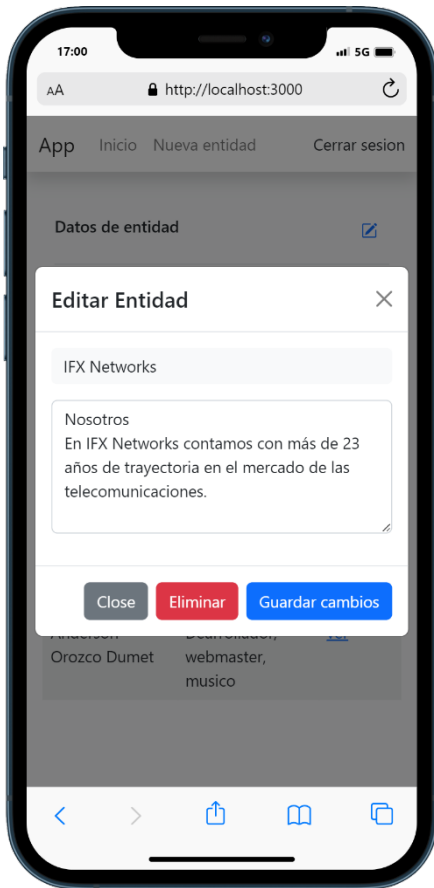 17:00
5G
AA
http://localhost:3000
App Inicio Nueva entidad Cerrar sesion
Datos de entidad
Editar Entidad
IFX Networks
Nosotros
En IFX Networks contamos con más de 23
años de trayectoria en el mercado de las
telecomunicaciones.
Close Eliminar Guardar cambios
Orozco Dumet webmaster,
musico